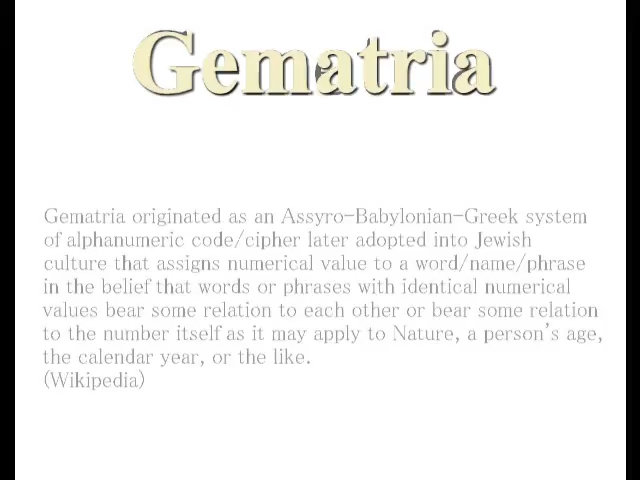 Gematria
Gematria originated as an Assyro-Babylonian-Greek system
of alphanumeric code/cipher later adopted into Jewish
culture that assigns numerical value to a word/name/phrase
in the belief that words or phrases with identical numerical
values bear some relation to each other or bear some relation
to the number itself as it may apply to Nature, a person's age,
the calendar year, or the like.
(Wikipedia)